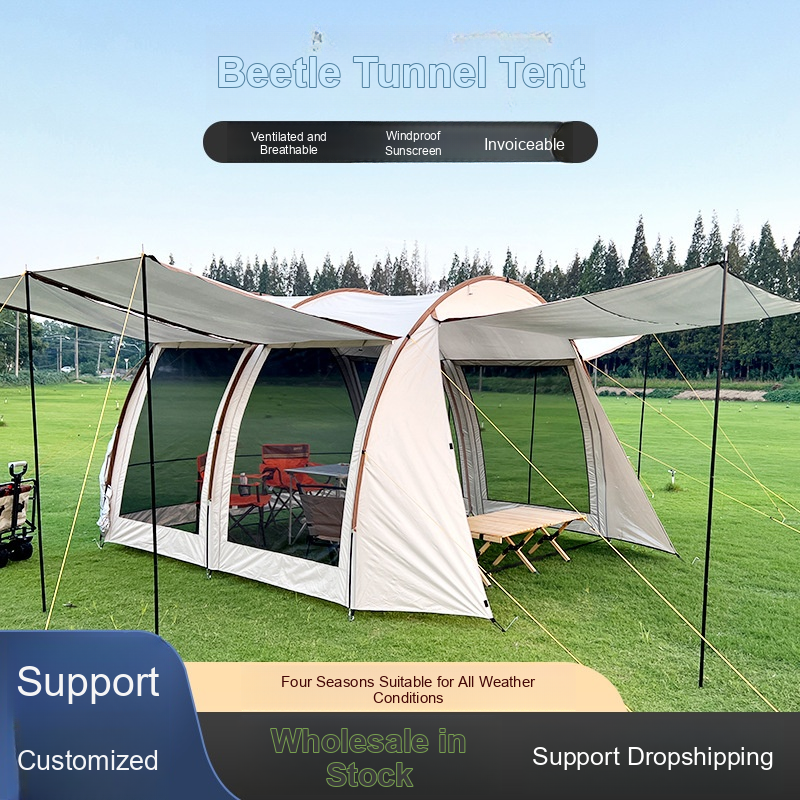 Beetle Tunnel Tent
Ventilated and
Breathable
Windproof
Sunscreen
Invoiceable
Support
Customized
Four Seasons Suitable for All Weather
Conditions
Wholesale in
Stock
Support Dropshipping